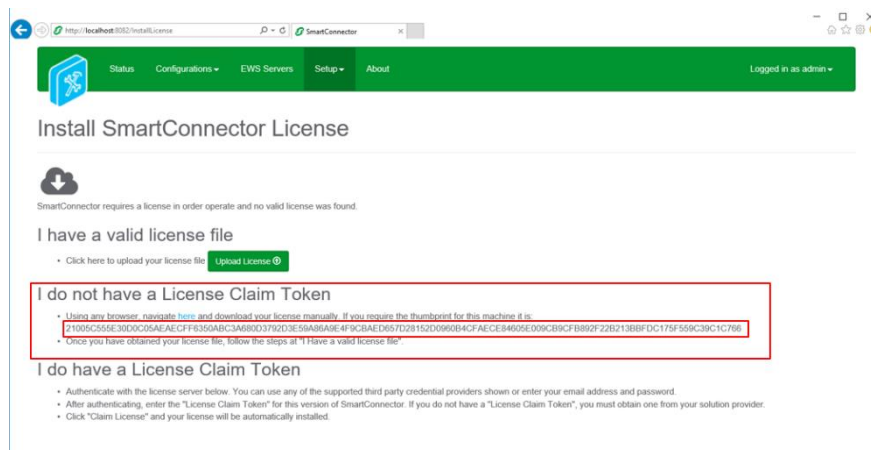 http://localhost:8082/InstallLicense
SmartConnector
Status Configurations EWS Servers Setup About Logged in as admin
Install SmartConnector License
SmartConnector requires a license in order operate and no valid license was found.
I have a valid license file
• Click here to upload your license file Upload License
I do not have a License Claim Token
• Using any browser, navigate here and download your license manually. If you require the thumbprint for this machine it is:
21005C555E30D0C05AEAECFF6350ABC3A680D3792D3E59A86A9E4F9CBAED657D28152D0960B4CFAECE84605E009CB9CFB892F22B213BBFDC175F559C39C1C766
• Once you have obtained your license file, follow the steps at "I Have a valid license file".
I do have a License Claim Token
• Authenticate with the license server below. You can use any of the supported third party credential providers shown or enter your email address and password.
• After authenticating, enter the "License Claim Token" for this version of SmartConnector. If you do not have a "License Claim Token", you must obtain one from your solution provider.
• Click "Claim License" and your license will be automatically installed.